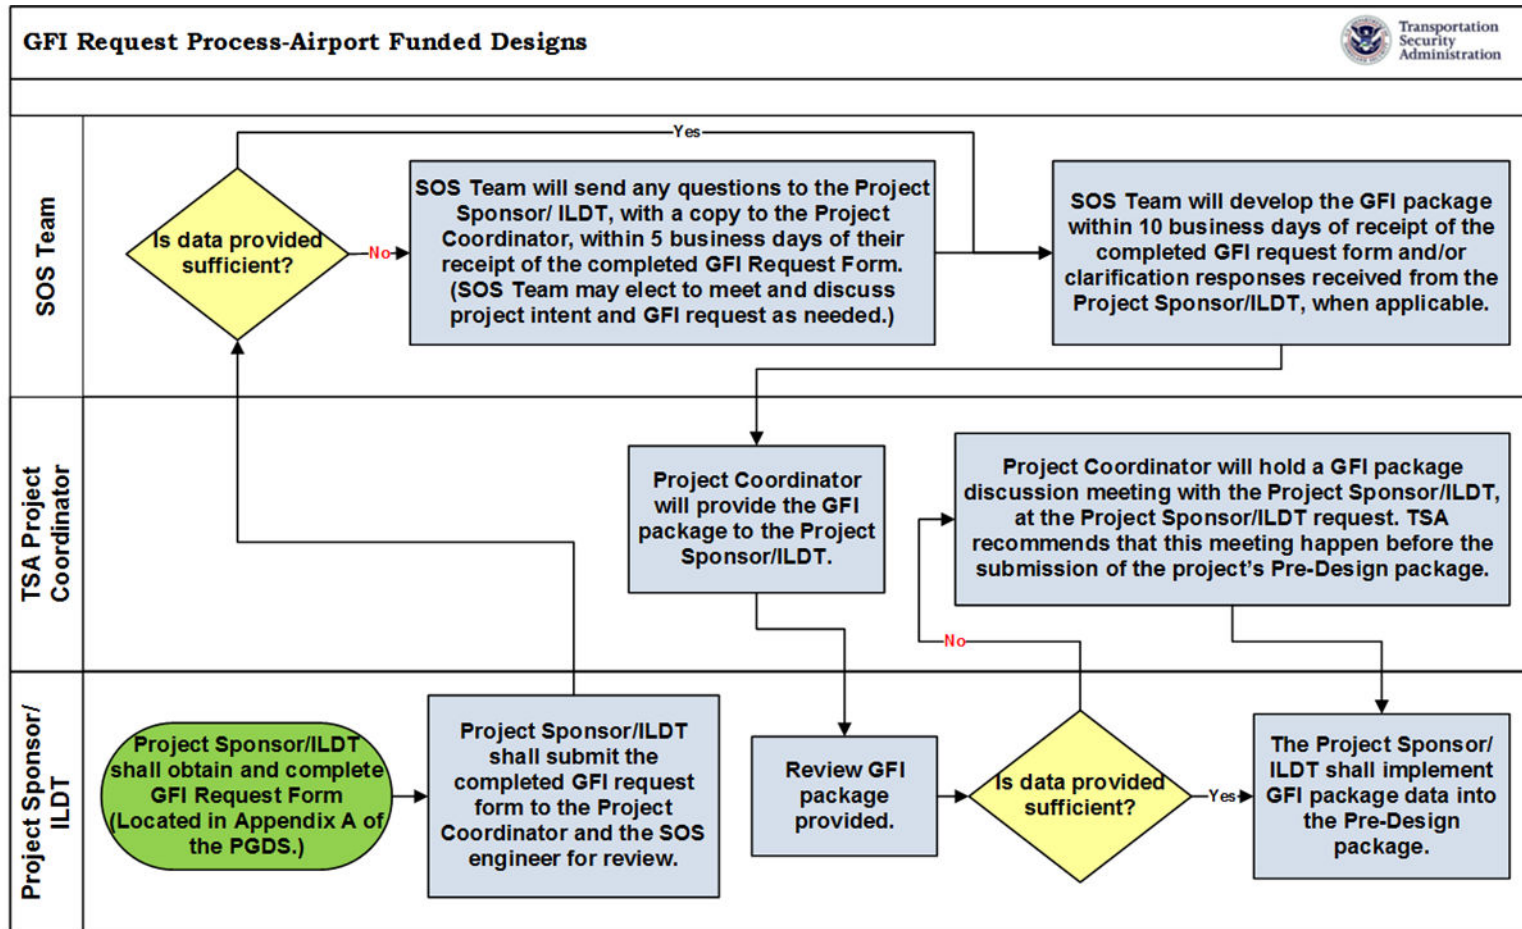 GFI Request Process-Airport Funded Designs
Transportation
Security
Administration
SOS Team
Yes
Is data provided
sufficient?
No
SOS Team will send any questions to the Project
Sponsor/ ILDT, with a copy to the Project
Coordinator, within 5 business days of their
receipt of the completed GFI Request Form.
(SOS Team may elect to meet and discuss
project intent and GFI request as needed.)
SOS Team will develop the GFI package
within 10 business days of receipt of the
completed GFI request form and/or
clarification responses received from the
Project Sponsor/ILDT, when applicable.
TSA Project
Coordinator
Project Coordinator
will provide the GFI
package to the Project
Sponsor/ILDT.
Project Coordinator will hold a GFI package
discussion meeting with the Project Sponsor/ILDT,
at the Project Sponsor/ILDT request. TSA
recommends that this meeting happen before the
submission of the project's Pre-Design package.
No
Project Sponsor/
ILDT
Project Sponsor/ILDT
shall obtain and complete
GFI Request Form
(Located in Appendix A of
the PGDS.)
Project Sponsor/ILDT
shall submit the
completed GFI request
form to the Project
Coordinator and the SOS
engineer for review.
Review GFI
package
provided.
Is data provided
sufficient?
Yes
The Project Sponsor/
ILDT shall implement
GFI package data into
the Pre-Design
package.